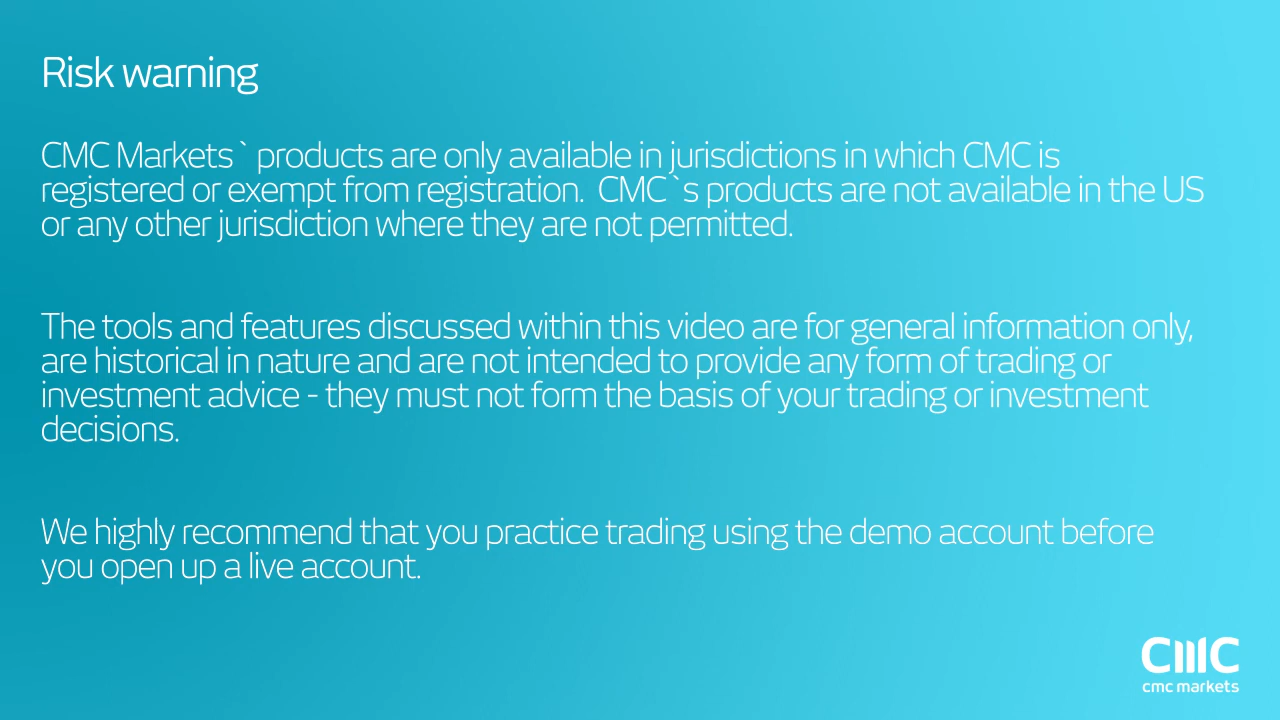 Risk warning
CMC Markets` products are only available in jurisdictions in which CMC is
registered or exempt from registration.  CMC`s products are not available in the US
or any other jurisdiction where they are not permitted.
The tools and features discussed within this video are for general information only,
are historical in nature and are not intended to provide any form of trading or
investment advice - they must not form the basis of your trading or investment
decisions.
We highly recommend that you practice trading using the demo account before
you open up a live account.
CMC
cmc markets